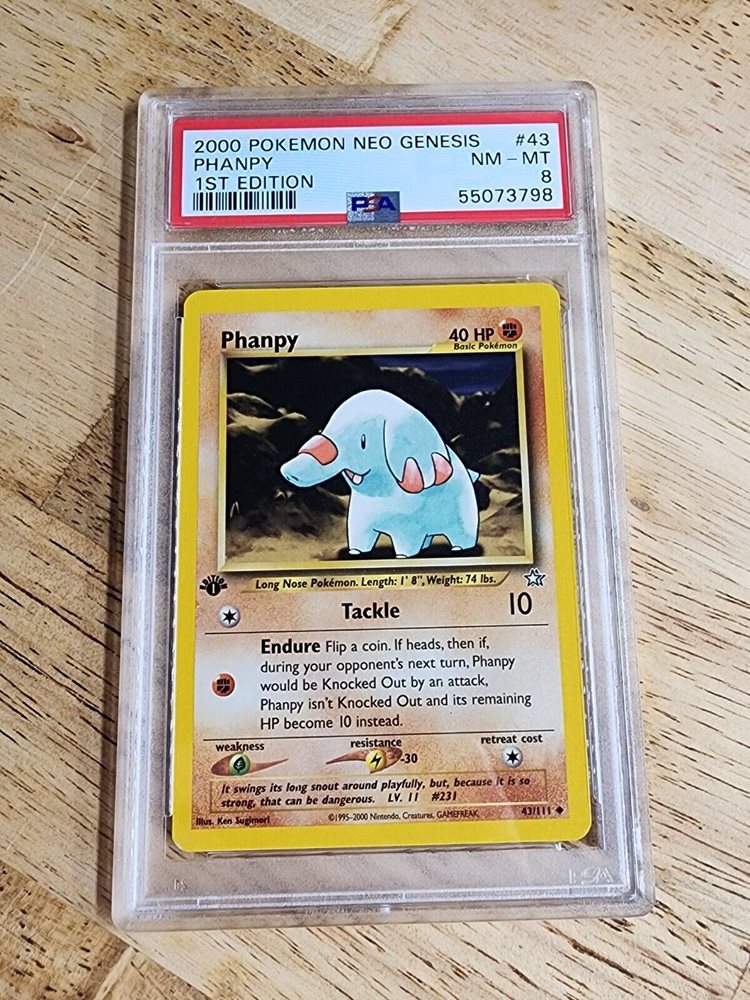 2000 POKEMON NEO GENESIS #43
PHANPY NM - MT
1ST EDITION 8
PSA 55073798
Phanpy 40 HP
Basic Pokémon
EDITION
1
Long Nose Pokémon. Length: 1' 8", Weight: 74 lbs.
Tackle 10
Endure Flip a coin. If heads, then if,
during your opponent's next turn, Phanpy
would be Knocked Out by an attack,
Phanpy isn't Knocked Out and its remaining
HP become 10 instead.
weakness resistance retreat cost
-30
It swings its long snout around playfully, but, because it is so
strong, that can be dangerous. LV. 11 #231
Illus. Ken Sugimori ©1995-2000 Nintendo, Creatures, GAMEFREAK. 43/111
PSA